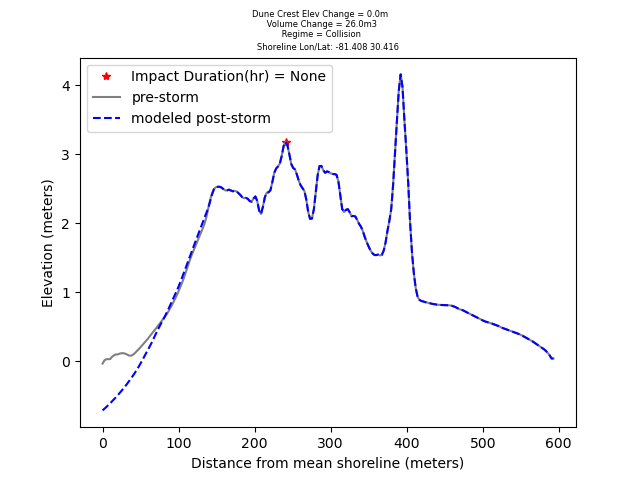 Dune Crest Elev Change = 0.0m
Volume Change = 26.0m3
Regime = Collision
Shoreline Lon/Lat: -81.408 30.416
Impact Duration(hr) = None
pre-storm
modeled post-storm
Elevation (meters)
4
3
2
1
0
0 100 200 300 400 500 600
Distance from mean shoreline (meters)